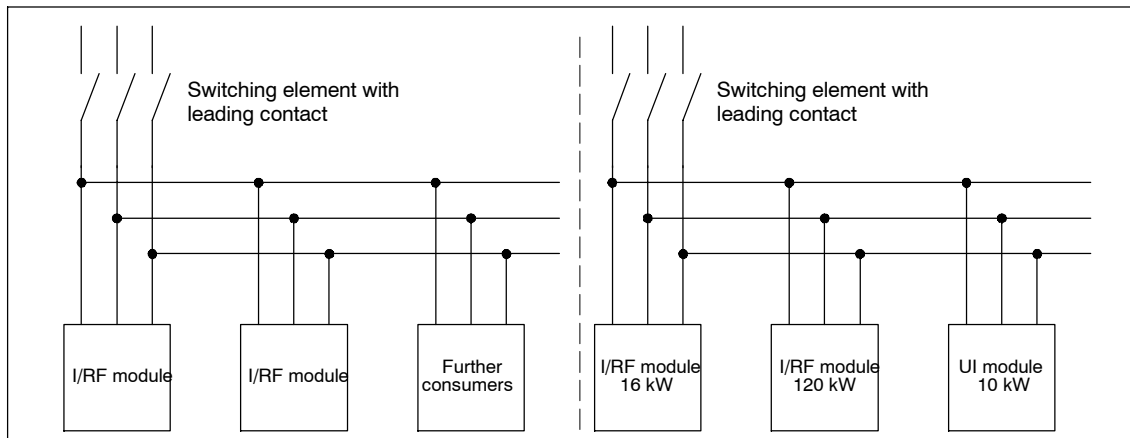 Switching element with
leading contact
I/RF module
I/RF module
Further
consumers
Switching element with
leading contact
I/RF module
16 kW
I/RF module
120 kW
UI module
10 kW